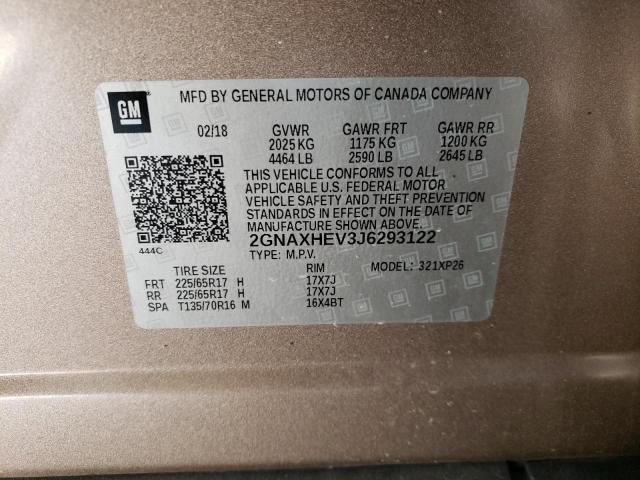 GM
MFD BY GENERAL MOTORS OF CANADA COMPANY
02/18 GVWR GAWR FRT GAWR RR
2025 KG 1175 KG 1200 KG
4464 LB 2590 LB 2645 LB
THIS VEHICLE CONFORMS TO ALL
APPLICABLE U.S. FEDERAL MOTOR
VEHICLE SAFETY AND THEFT PREVENTION
STANDARDS IN EFFECT ON THE DATE OF
MANUFACTURE SHOWN ABOVE.
2GNAXHEV3J6293122
444C
TYPE: M.P.V. MODEL: 321XP26
TIRE SIZE RIM
FRT 225/65R17 H 17X7J
RR 225/65R17 H 17X7J
SPA T135/70R16 M 16X4BT